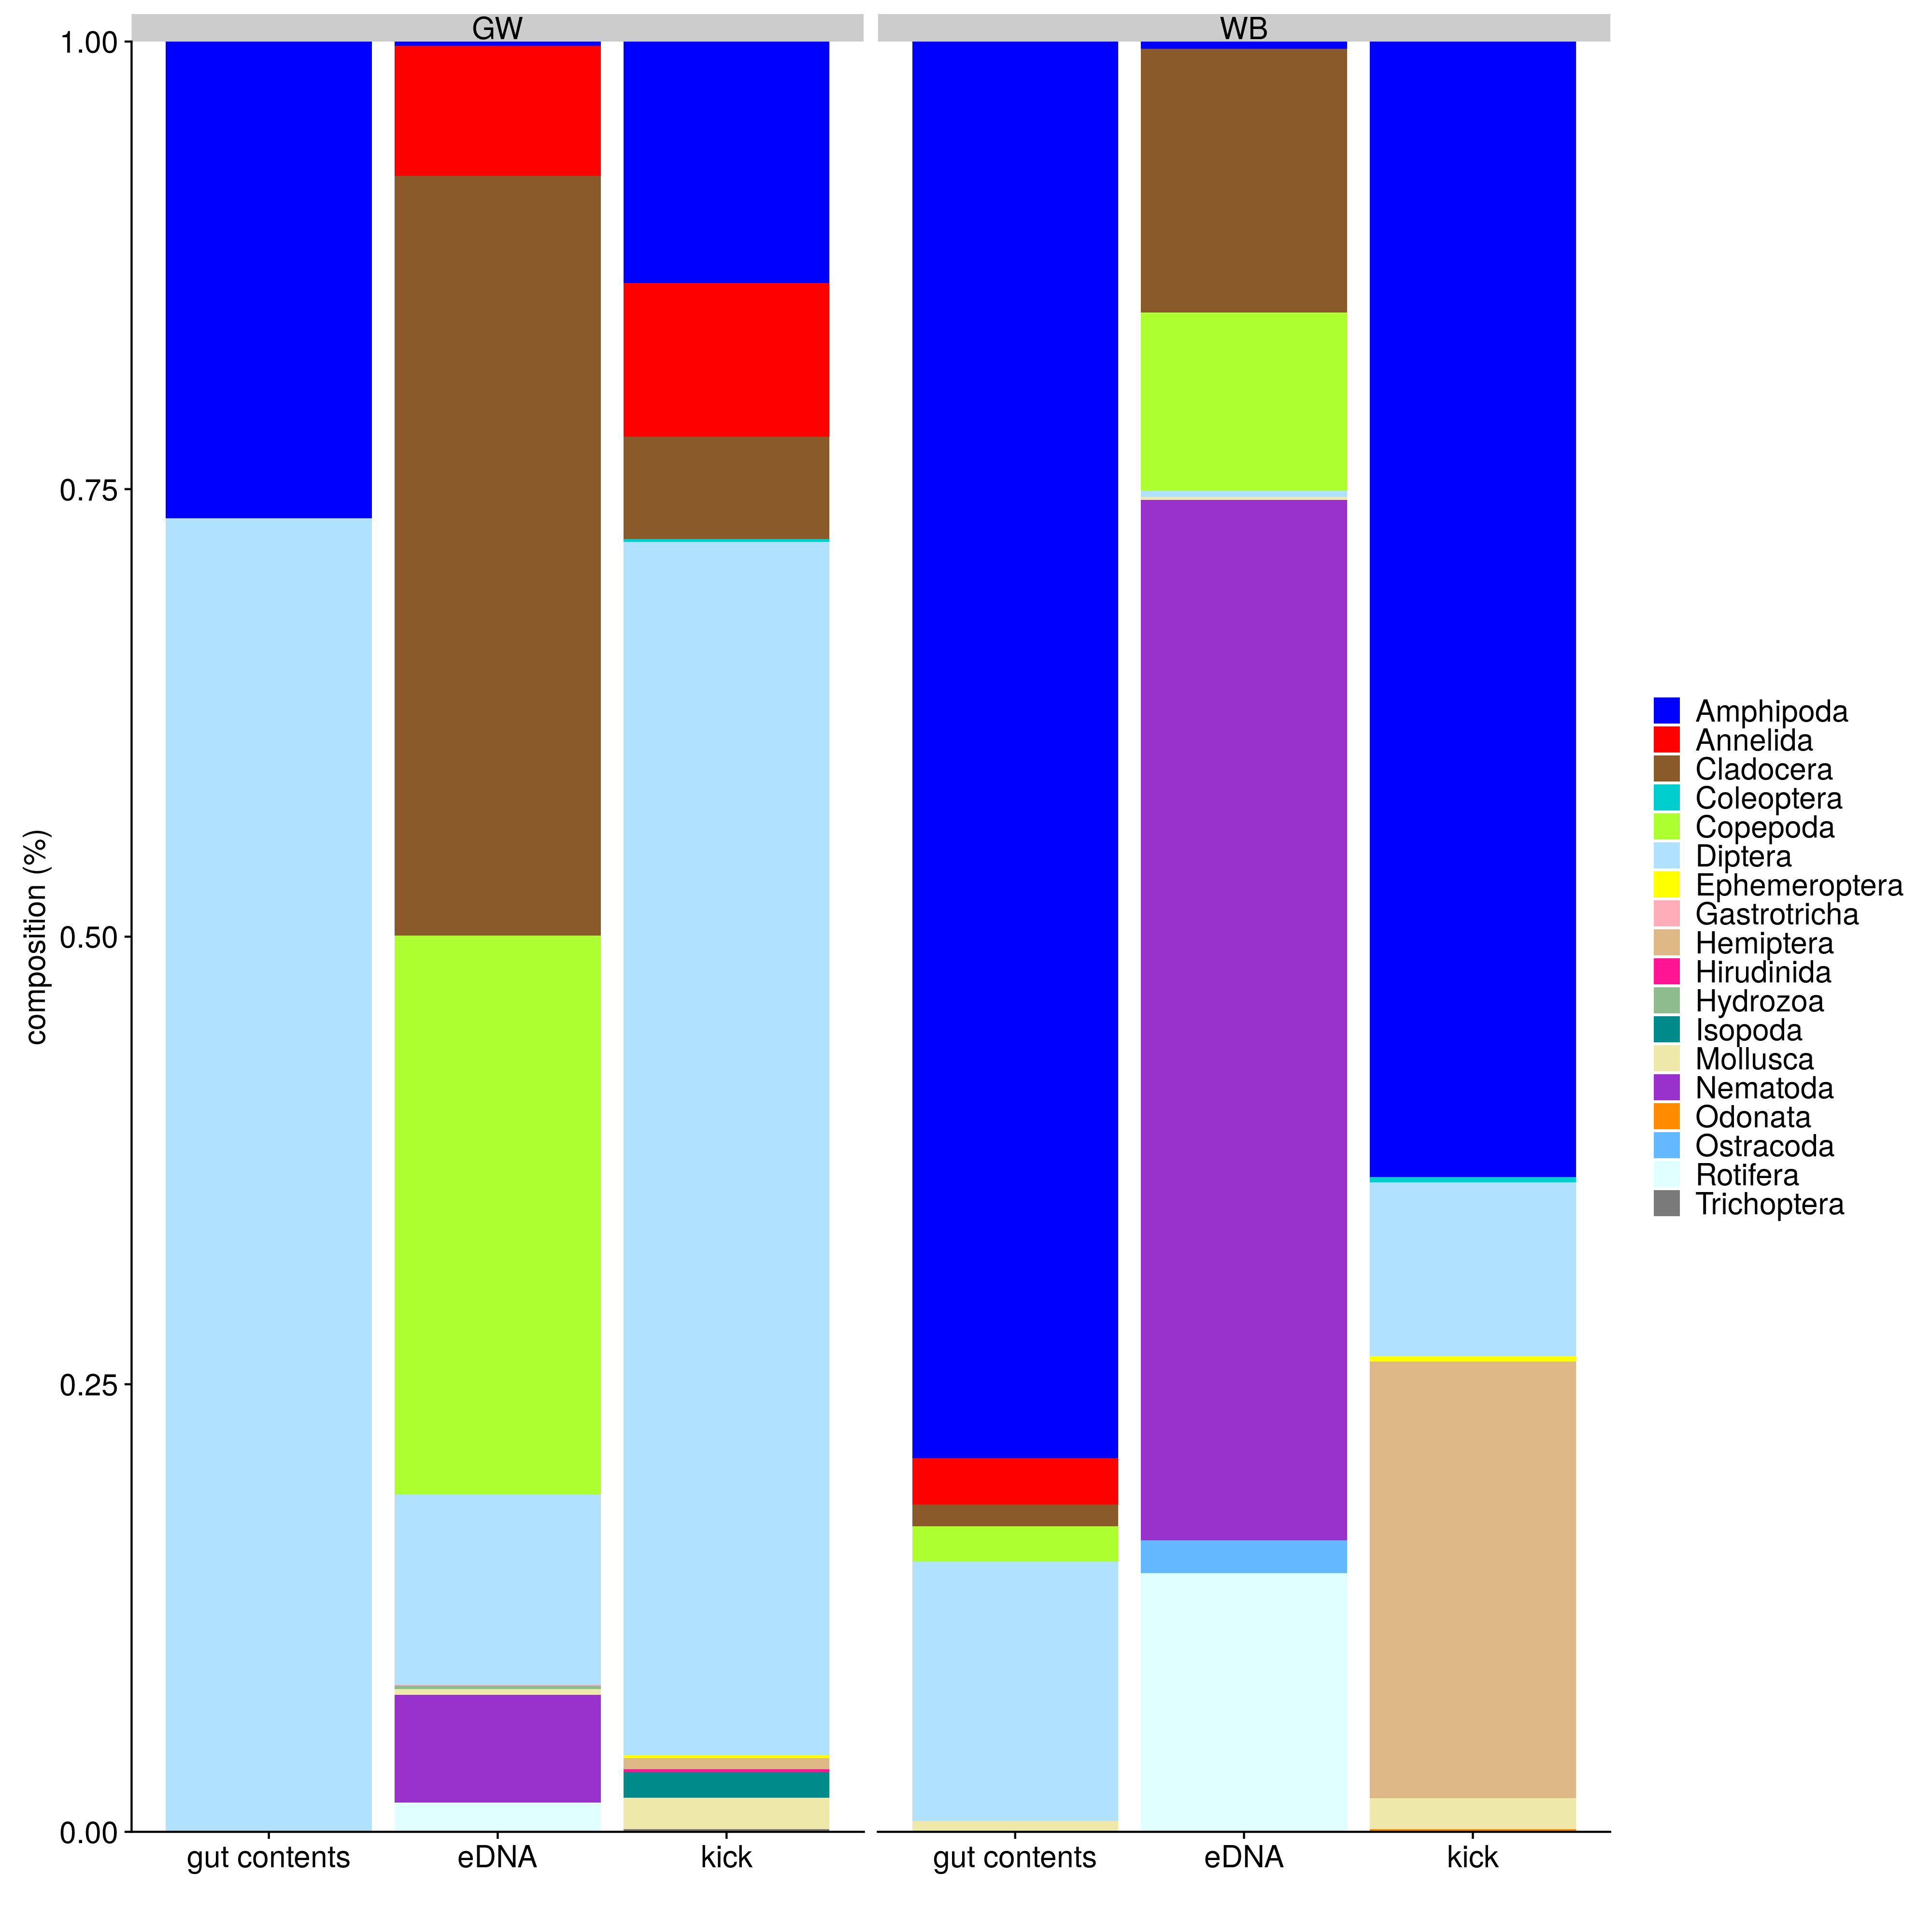 GW
WB
composition (%)
1.00
0.75
0.50
0.25
0.00
gut contents
eDNA
kick
gut contents
eDNA
kick
Amphipoda
Annelida
Cladocera
Coleoptera
Copepoda
Diptera
Ephemeroptera
Gastrotricha
Hemiptera
Hirudinida
Hydrozoa
Isopoda
Mollusca
Nematoda
Odonata
Ostracoda
Rotifera
Trichoptera